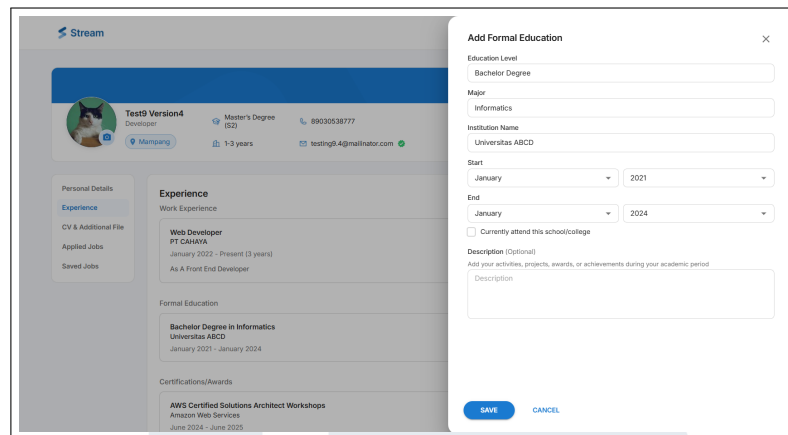 Stream
Test9 Version4
Developer
Mampang
Master's Degree
(S2)
1-3 years
89030538777
testing9.4@mailinator.com
Personal Details
Experience
CV & Additional File
Applied Jobs
Saved Jobs
Experience
Work Experience
Web Developer
PT CAHAYA
January 2022 - Present (3 years)
As A Front End Developer
Formal Education
Bachelor Degree in Informatics
Universitas ABCD
January 2021 - January 2024
Certifications/Awards
AWS Certified Solutions Architect Workshops
Amazon Web Services
June 2024 - June 2025
Add Formal Education
Education Level
Bachelor Degree
Major
Informatics
Institution Name
Universitas ABCD
Start
January
2021
End
January
2024
Currently attend this school/college
Description (Optional)
Add your activities, projects, awards, or achievements during your academic period
Description
SAVE
CANCEL